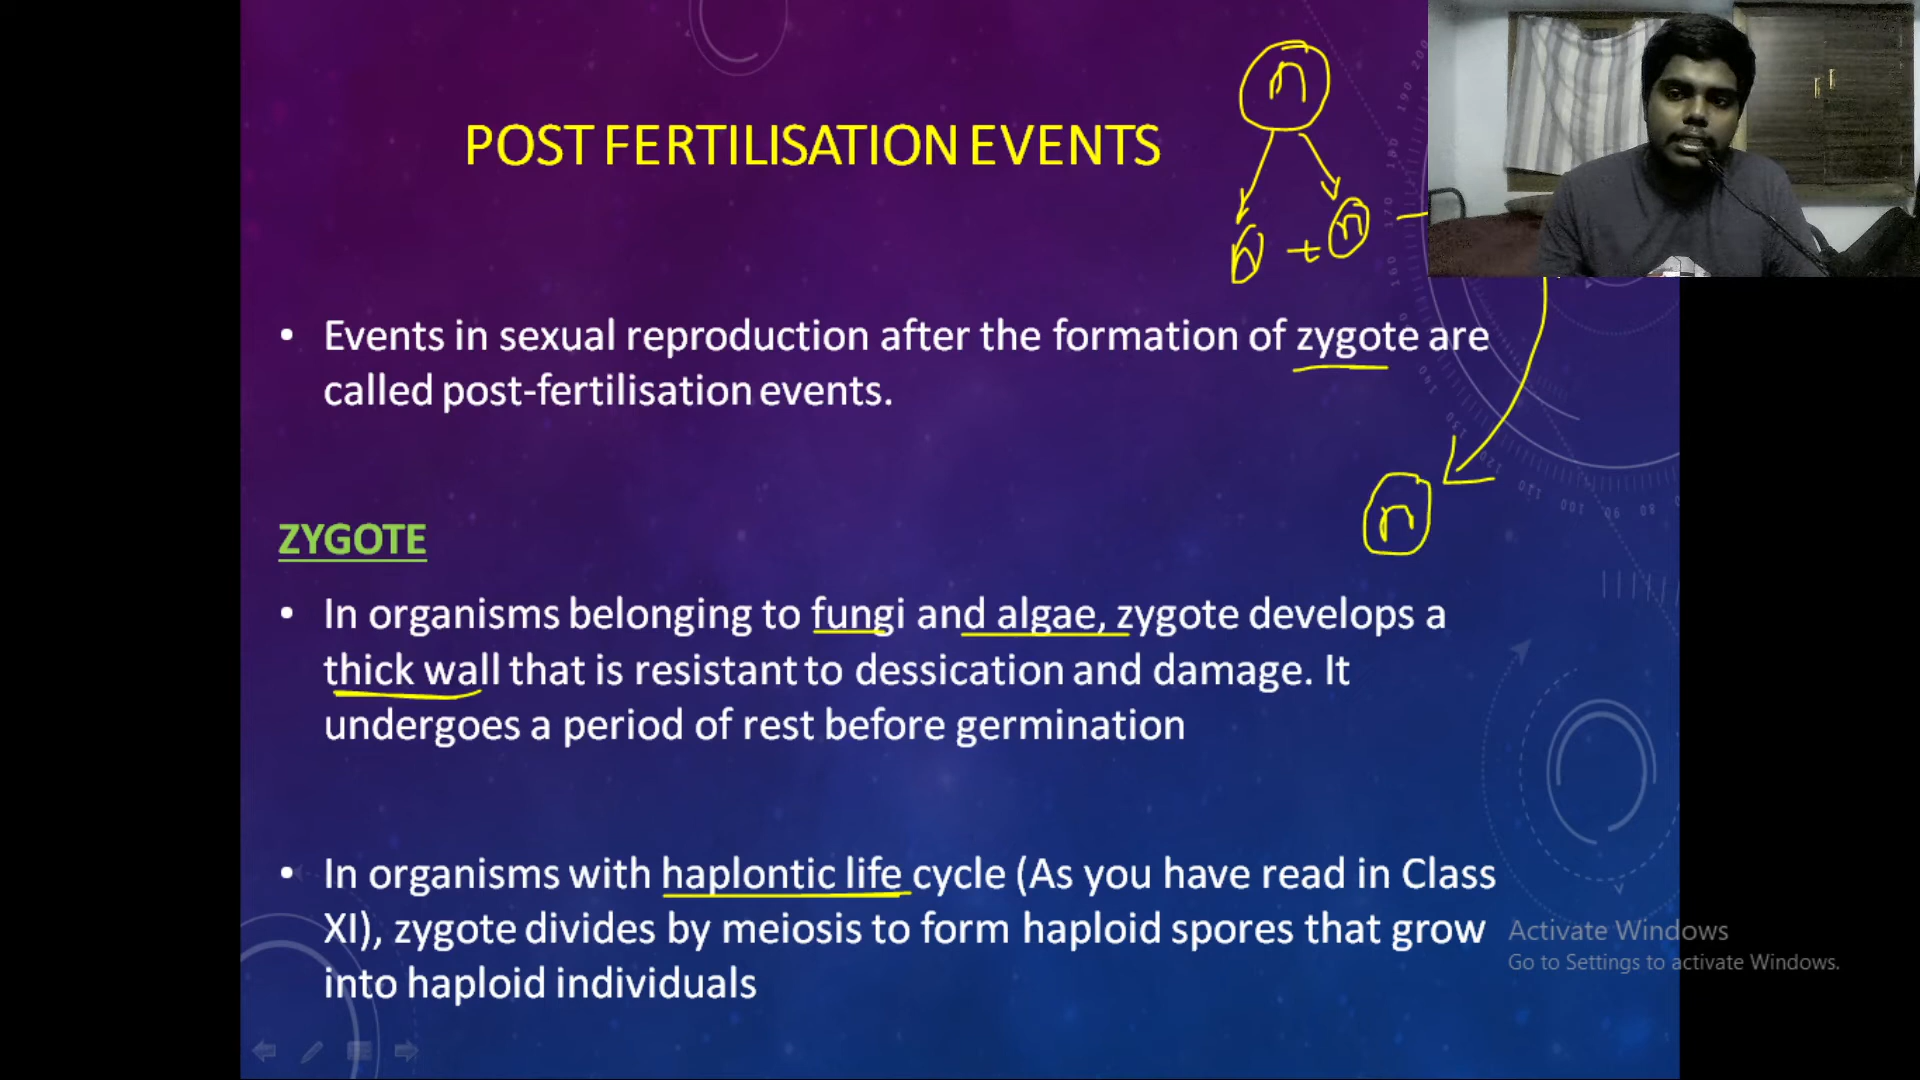 n
POST FERTILISATION EVENTS
n + n
• Events in sexual reproduction after the formation of zygote are
called post-fertilisation events.
n
ZYGOTE
• In organisms belonging to fungi and algae, zygote develops a
thick wall that is resistant to dessication and damage. It
undergoes a period of rest before germination
• In organisms with haplontic life cycle (As you have read in Class
XI), zygote divides by meiosis to form haploid spores that grow
into haploid individuals
Activate Windows
Go to Settings to activate Windows.